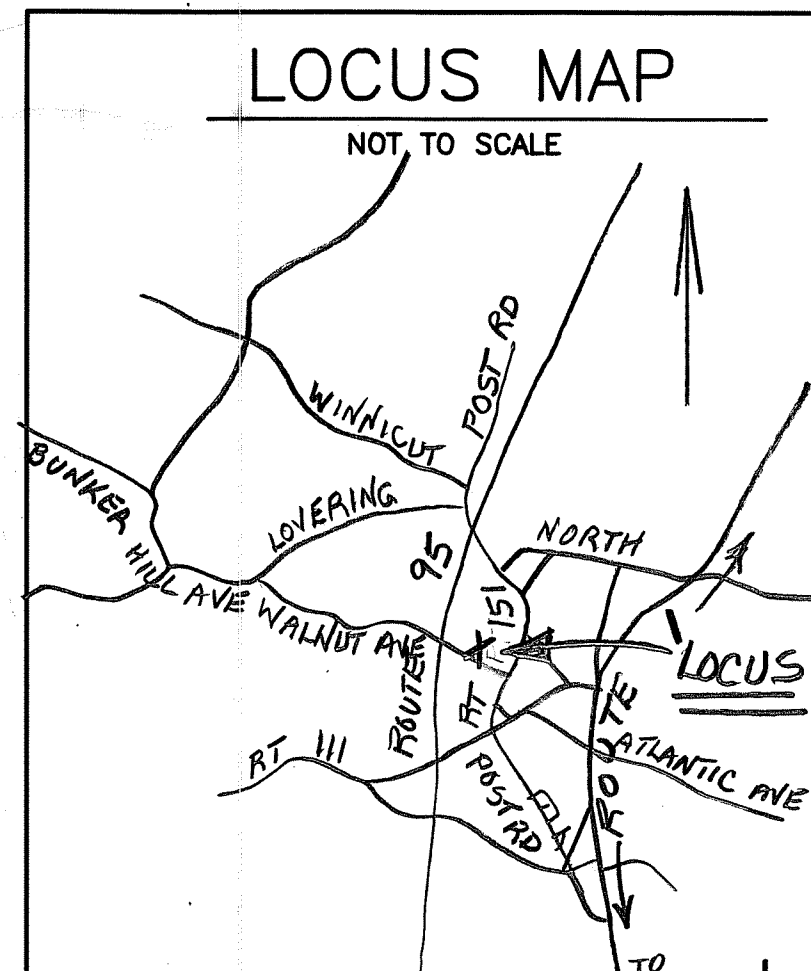 LOCUS MAP
NOT TO SCALE
POST RD
WINNICUT
BUNKER HILL AVE
LOVERING
95
NORTH
RT 151
WALNUT AVE
ROUTE
LOCUS
ROUTE
RT 111
ATLANTIC AVE
POST RD
TO